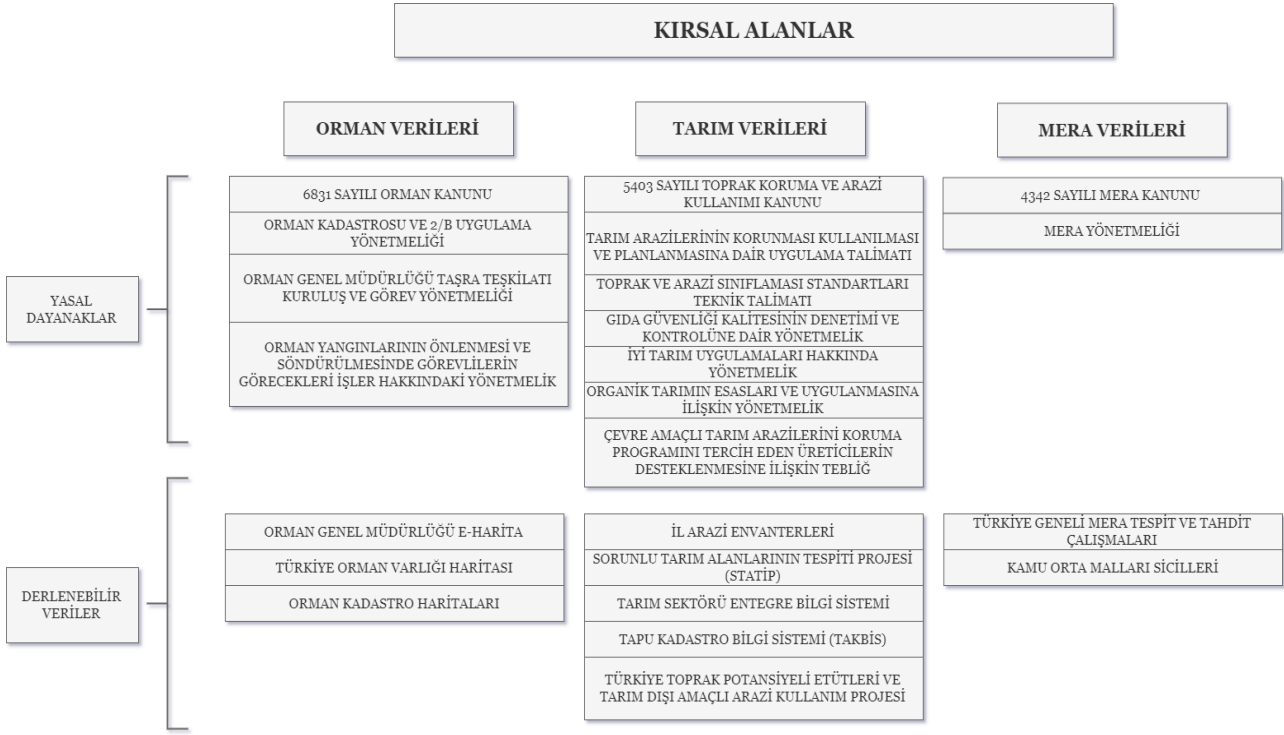 KIRSAL ALANLAR
ORMAN VERİLERİ
TARIM VERİLERİ
MERA VERİLERİ
YASAL
DAYANAKLAR
6831 SAYILI ORMAN KANUNU
ORMAN KADASTROSU VE 2/B UYGULAMA
YÖNETMELİĞİ
ORMAN GENEL MÜDÜRLÜĞÜ TAŞRA TEŞKİLATI
KURULUŞ VE GÖREV YÖNETMELİĞİ
ORMAN YANGINLARININ ÖNLENMESİ VE
SÖNDÜRÜLMESİNDE GÖREVLİLERİN
GÖRECEKLERİ İŞLER HAKKINDAKİ YÖNETMELİK
5403 SAYILI TOPRAK KORUMA VE ARAZİ
KULLANIMI KANUNU
TARIM ARAZİLERİNİN KORUNMASI KULLANILMASI
VE PLANLANMASINA DAİR UYGULAMA TALİMATI
TOPRAK VE ARAZİ SINIFLAMASI STANDARTLARI
TEKNİK TALİMATI
GIDA GÜVENLİĞİ KALİTESİNİN DENETİMİ VE
KONTROLÜNE DAİR YÖNETMELİK
İYİ TARIM UYGULAMALARI HAKKINDA
YÖNETMELİK
ORGANİK TARIMIN ESASLARI VE UYGULANMASINA
İLİŞKİN YÖNETMELİK
ÇEVRE AMAÇLI TARIM ARAZİLERİNİ KORUMA
PROGRAMINI TERCİH EDEN ÜRETİCİLERİN
DESTEKLENMESİNE İLİŞKİN TEBLİĞ
4342 SAYILI MERA KANUNU
MERA YÖNETMELİĞİ
DERLENEBİLİR
VERİLER
ORMAN GENEL MÜDÜRLÜĞÜ E-HARİTA
TÜRKİYE ORMAN VARLIĞI HARİTASI
ORMAN KADASTRO HARİTALARI
İL ARAZİ ENVANTERLERİ
SORUNLU TARIM ALANLARININ TESPİTİ PROJESİ
(STATİP)
TARIM SEKTÖRÜ ENTEGRE BİLGİ SİSTEMİ
TAPU KADASTRO BİLGİ SİSTEMİ (TAKBİS)
TÜRKİYE TOPRAK POTANSİYELİ ETÜTLERİ VE
TARIM DIŞI AMAÇLI ARAZİ KULLANIM PROJESİ
TÜRKİYE GENELİ MERA TESPİT VE TAHDİT
ÇALIŞMALARI
KAMU ORTA MALLARI SİCİLLERİ